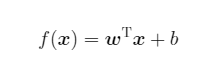 f(x) = wᵀx + b